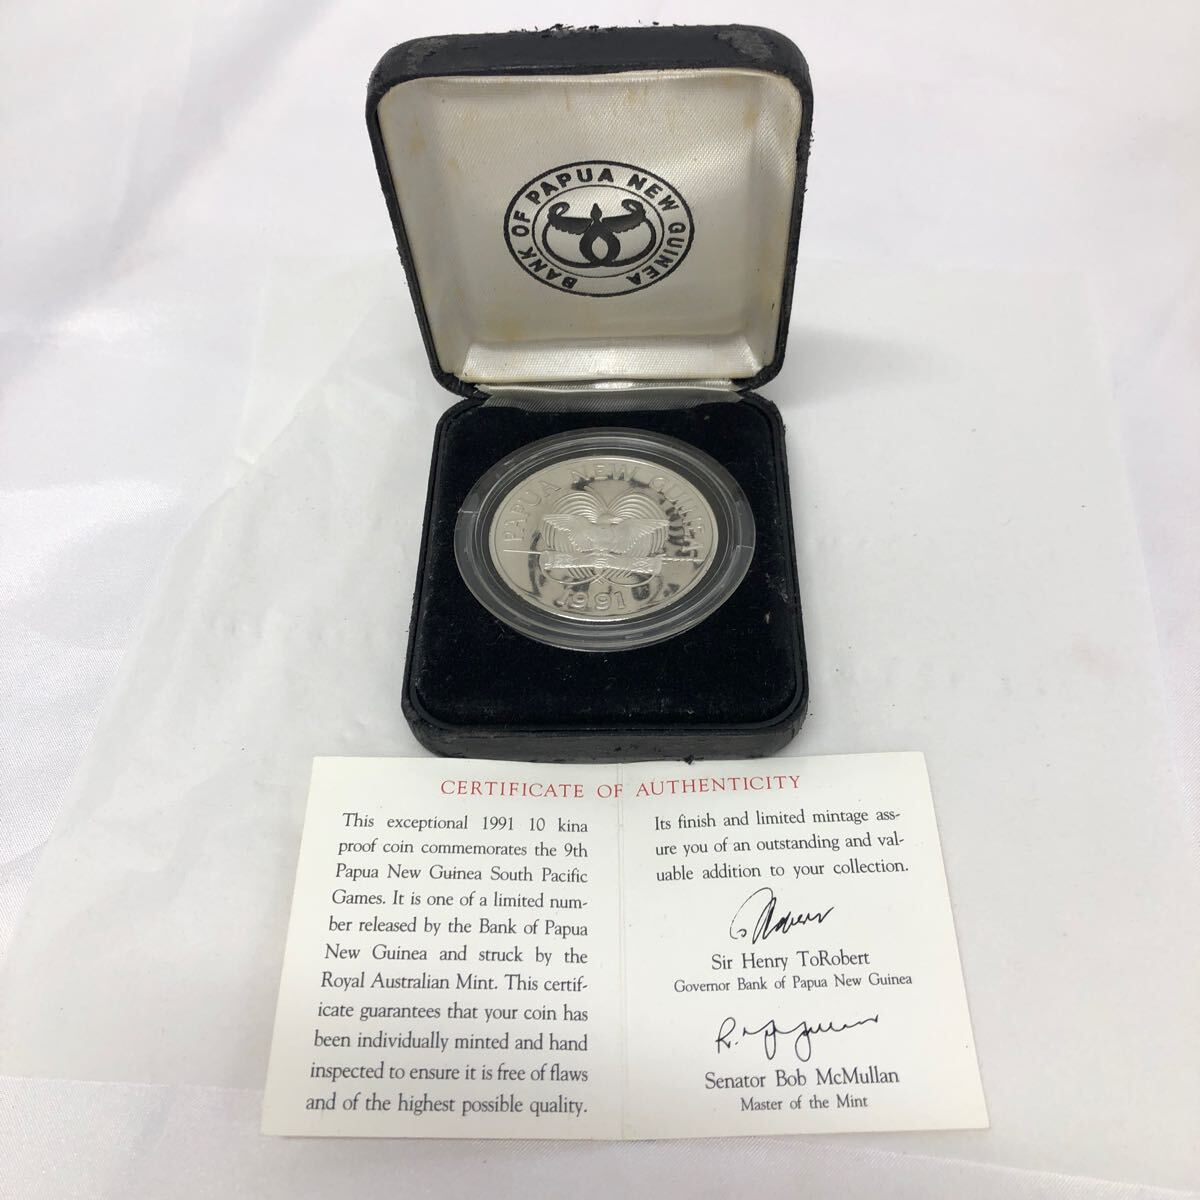 BANK OF PAPUA NEW GUINEA
PAPUA NEW GUINEA
1991
CERTIFICATE OF AUTHENTICITY
This exceptional 1991 10 kina
proof coin commemorates the 9th
Papua New Guinea South Pacific
Games. It is one of a limited num-
ber released by the Bank of Papua
New Guinea and struck by the
Royal Australian Mint. This certif-
icate guarantees that your coin has
been individually minted and hand
inspected to ensure it is free of flaws
and of the highest possible quality.
Its finish and limited mintage ass-
ure you of an outstanding and val-
uable addition to your collection.
Sir Henry ToRobert
Governor Bank of Papua New Guinea
Senator Bob McMullan
Master of the Mint